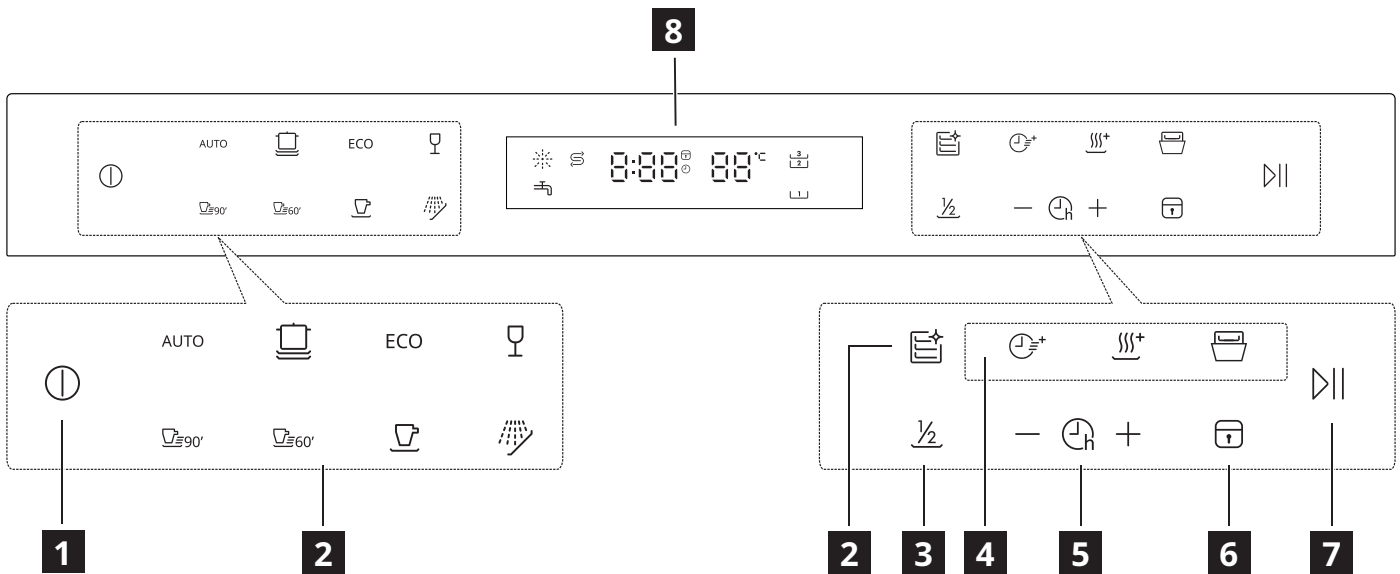 8
AUTO ECO
90′ 60′
8:88 88 °C
3
2
1
+ +
½ − h +
AUTO ECO
90′ 60′
+ +
½ − h +
1 2 2 3 4 5 6 7